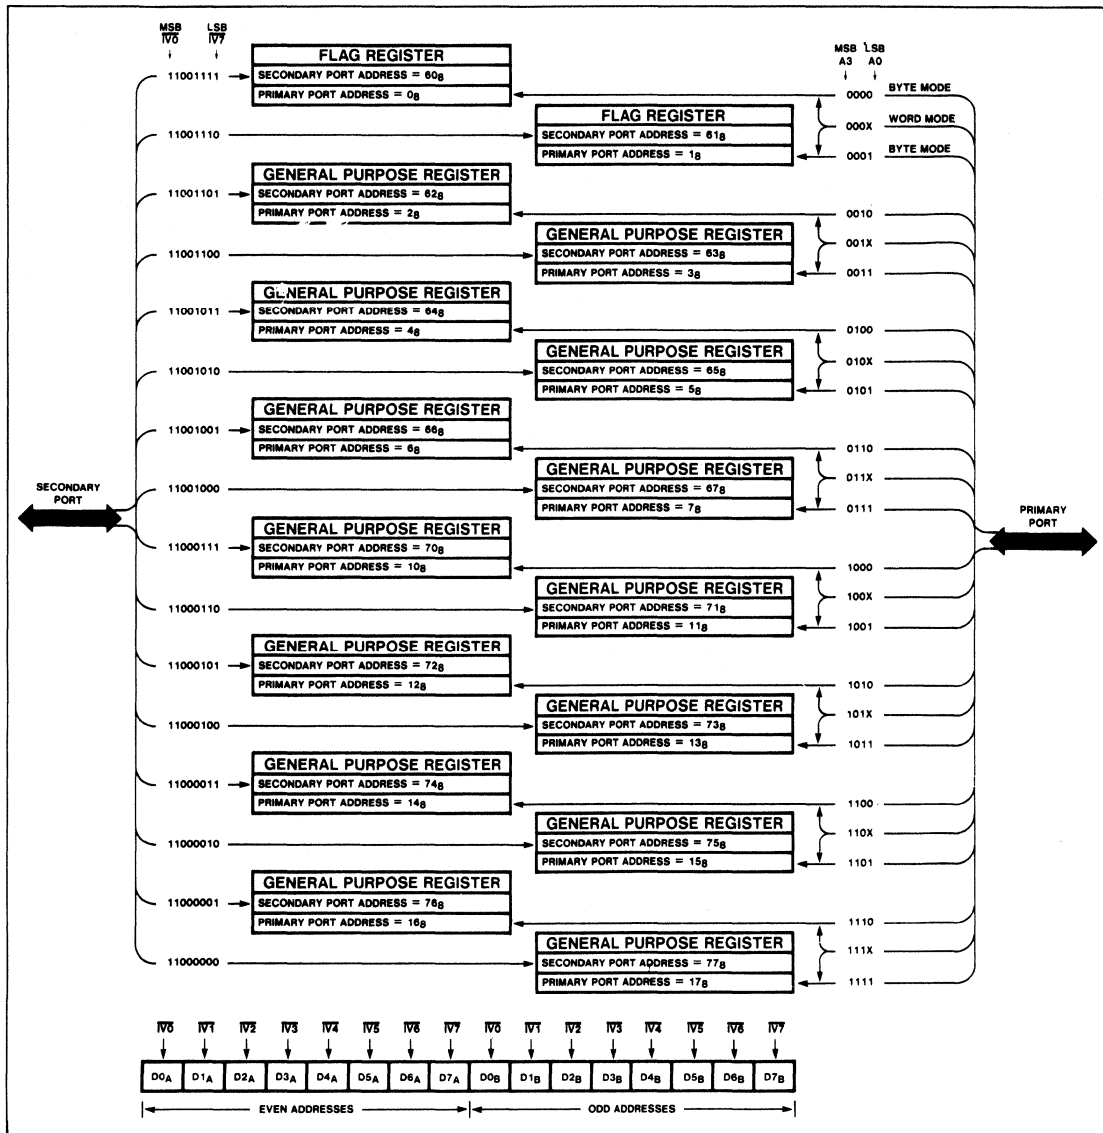 MSB LSB
IV0 IV7
MSB LSB
A3 A0
FLAG REGISTER
11001111 SECONDARY PORT ADDRESS = 60₈
PRIMARY PORT ADDRESS = 0₈ 0000 BYTE MODE
FLAG REGISTER 000X WORD MODE
11001110 SECONDARY PORT ADDRESS = 61₈
PRIMARY PORT ADDRESS = 1₈ 0001 BYTE MODE
GENERAL PURPOSE REGISTER
11001101 SECONDARY PORT ADDRESS = 62₈
PRIMARY PORT ADDRESS = 2₈ 0010
GENERAL PURPOSE REGISTER 001X
11001100 SECONDARY PORT ADDRESS = 63₈
PRIMARY PORT ADDRESS = 3₈ 0011
GENERAL PURPOSE REGISTER
11001011 SECONDARY PORT ADDRESS = 64₈
PRIMARY PORT ADDRESS = 4₈ 0100
GENERAL PURPOSE REGISTER 010X
11001010 SECONDARY PORT ADDRESS = 65₈
PRIMARY PORT ADDRESS = 5₈ 0101
GENERAL PURPOSE REGISTER
11001001 SECONDARY PORT ADDRESS = 66₈
PRIMARY PORT ADDRESS = 6₈ 0110
GENERAL PURPOSE REGISTER 011X
11001000 SECONDARY PORT ADDRESS = 67₈
PRIMARY PORT ADDRESS = 7₈ 0111
SECONDARY
PORT
PRIMARY
PORT
GENERAL PURPOSE REGISTER
11000111 SECONDARY PORT ADDRESS = 70₈
PRIMARY PORT ADDRESS = 10₈ 1000
GENERAL PURPOSE REGISTER 100X
11000110 SECONDARY PORT ADDRESS = 71₈
PRIMARY PORT ADDRESS = 11₈ 1001
GENERAL PURPOSE REGISTER
11000101 SECONDARY PORT ADDRESS = 72₈
PRIMARY PORT ADDRESS = 12₈ 1010
GENERAL PURPOSE REGISTER 101X
11000100 SECONDARY PORT ADDRESS = 73₈
PRIMARY PORT ADDRESS = 13₈ 1011
GENERAL PURPOSE REGISTER
11000011 SECONDARY PORT ADDRESS = 74₈
PRIMARY PORT ADDRESS = 14₈ 1100
GENERAL PURPOSE REGISTER 110X
11000010 SECONDARY PORT ADDRESS = 75₈
PRIMARY PORT ADDRESS = 15₈ 1101
GENERAL PURPOSE REGISTER
11000001 SECONDARY PORT ADDRESS = 76₈
PRIMARY PORT ADDRESS = 16₈ 1110
GENERAL PURPOSE REGISTER 111X
11000000 SECONDARY PORT ADDRESS = 77₈
PRIMARY PORT ADDRESS = 17₈ 1111
IV0 IV1 IV2 IV3 IV4 IV5 IV6 IV7 IV0 IV1 IV2 IV3 IV4 IV5 IV6 IV7
D0A D1A D2A D3A D4A D5A D6A D7A D0B D1B D2B D3B D4B D5B D6B D7B
EVEN ADDRESSES ODD ADDRESSES